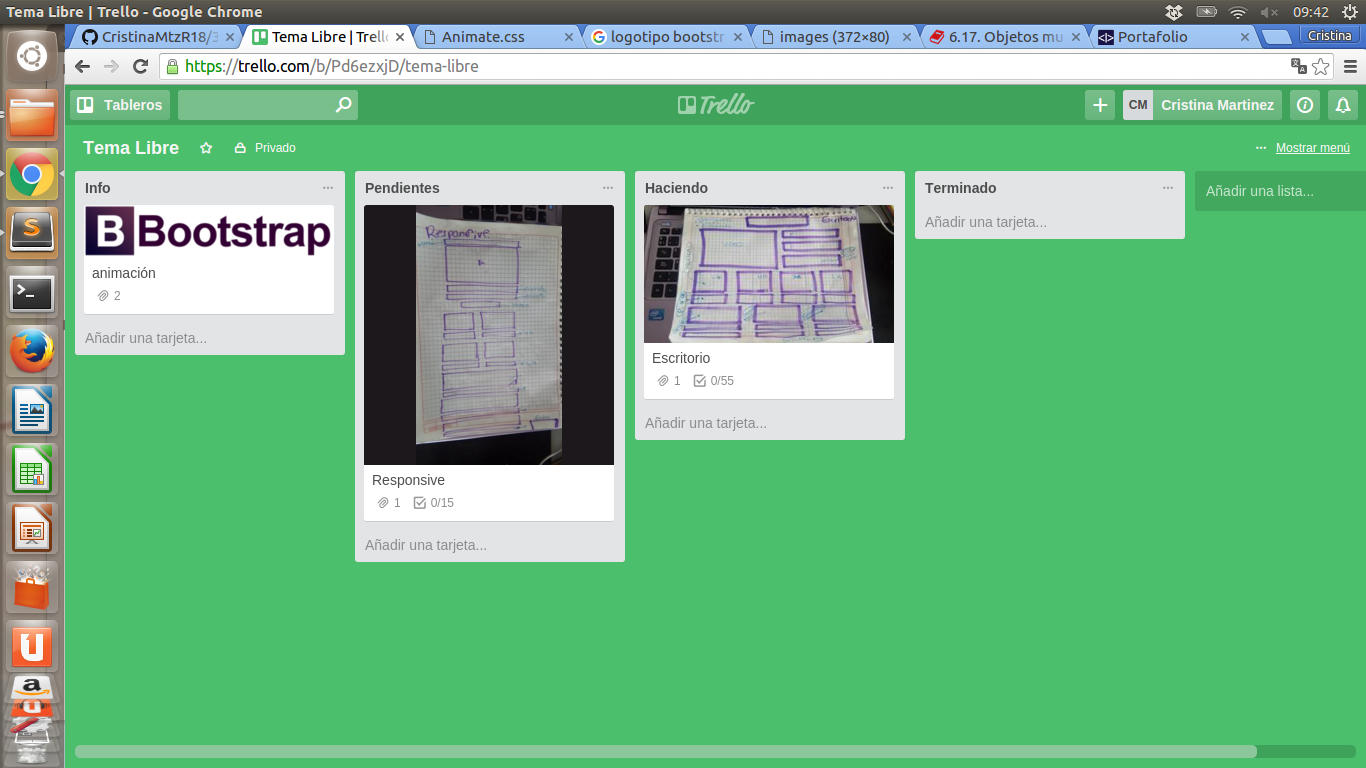 Tema Libre | Trello - Google Chrome
09:42
CristinaMtzR18/3
Tema Libre | Trello
Animate.css
logotipo bootstr
images (372×80)
6.17. Objetos mu
Portafolio
Cristina
https://trello.com/b/Pd6ezxjD/tema-libre
Tableros
Trello
CM
Cristina Martinez
Tema Libre
Privado
Mostrar menú
Info
B Bootstrap
animación
2
Añadir una tarjeta...
Pendientes
Responsive
Responsive
1
0/15
Añadir una tarjeta...
Haciendo
Escritorio
Escritorio
1
0/55
Añadir una tarjeta...
Terminado
Añadir una tarjeta...
Añadir una lista...